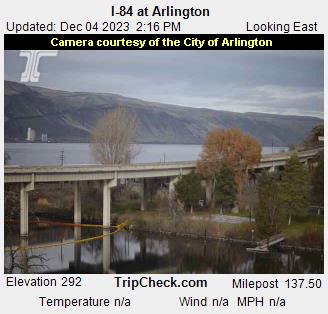 I-84 at Arlington
Updated: Dec 04 2023 2:16 PM Looking East
Camera courtesy of the City of Arlington
Elevation 292 TripCheck.com Milepost 137.50
Temperature n/a Wind n/a MPH n/a